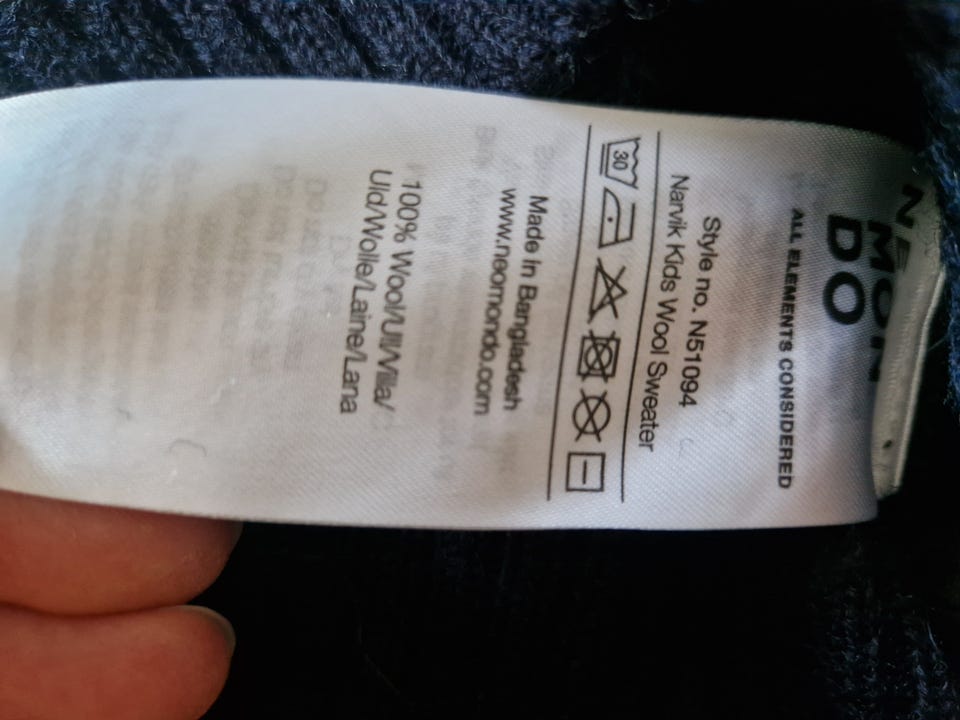 NE
MON
DO
ALL ELEMENTS CONSIDERED
Style no. N51094
Narvik Kids Wool Sweater
30
Made in Bangladesh
www.neomondo.com
100% Wool/Ull/Villa/
Uld/Wolle/Laine/Lana